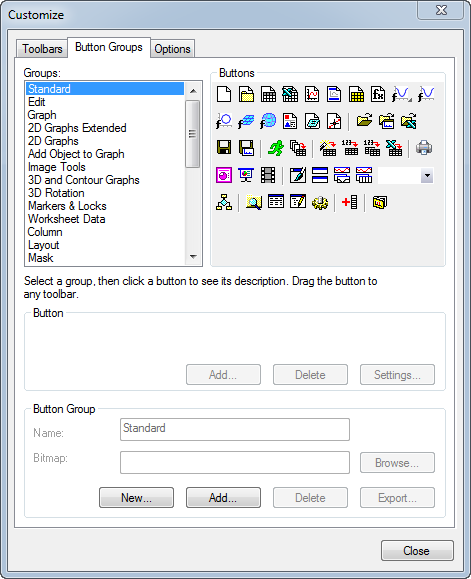 Customize
Toolbars Button Groups Options
Groups:
Standard
Edit
Graph
2D Graphs Extended
2D Graphs
Add Object to Graph
Image Tools
3D and Contour Graphs
3D Rotation
Markers & Locks
Worksheet Data
Column
Layout
Mask
Buttons
Select a group, then click a button to see its description. Drag the button to
any toolbar.
Button
Add... Delete Settings...
Button Group
Name: Standard
Bitmap: Browse...
New... Add... Delete Export...
Close